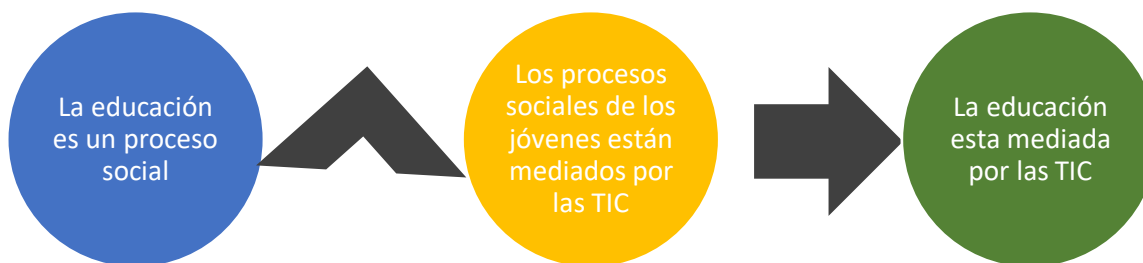 La educación
es un proceso
social
Los procesos
sociales de los
jóvenes están
mediados por
las TIC
La educación
esta mediada
por las TIC